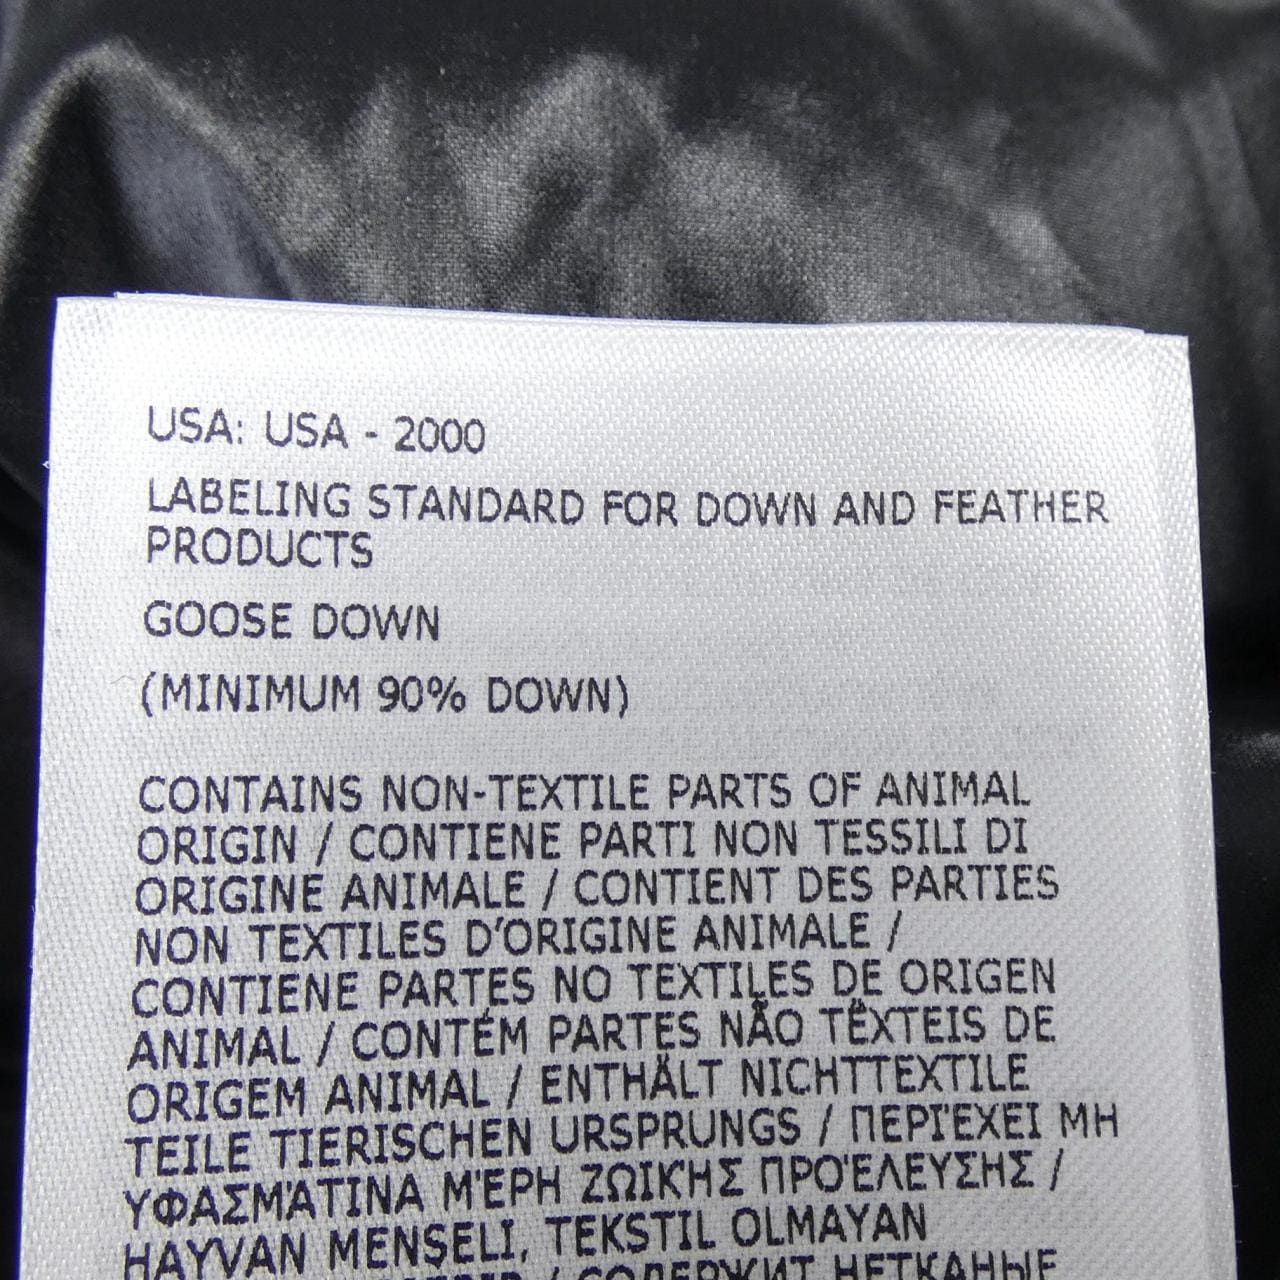 USA: USA - 2000
LABELING STANDARD FOR DOWN AND FEATHER
PRODUCTS
GOOSE DOWN
(MINIMUM 90% DOWN)
CONTAINS NON-TEXTILE PARTS OF ANIMAL
ORIGIN / CONTIENE PARTI NON TESSILI DI
ORIGINE ANIMALE / CONTIENT DES PARTIES
NON TEXTILES D'ORIGINE ANIMALE /
CONTIENE PARTES NO TEXTILES DE ORIGEN
ANIMAL / CONTÉM PARTES NÃO TËXTEIS DE
ORIGEM ANIMAL / ENTHÄLT NICHTTEXTILE
TEILE TIERISCHEN URSPRUNGS / ΠΕΡΙΈΧΕΙ ΜΗ
ΥΦΑΣΜΆΤΙΝΑ ΜΈΡΗ ΖΩΙΚΉΣ ΠΡΟΈΛΕΥΣΗΣ /
HAYVAN MENŞELİ, TEKSTIL OLMAYAN
/ СОДЕРЖИТ НЕТКАНЫЕ